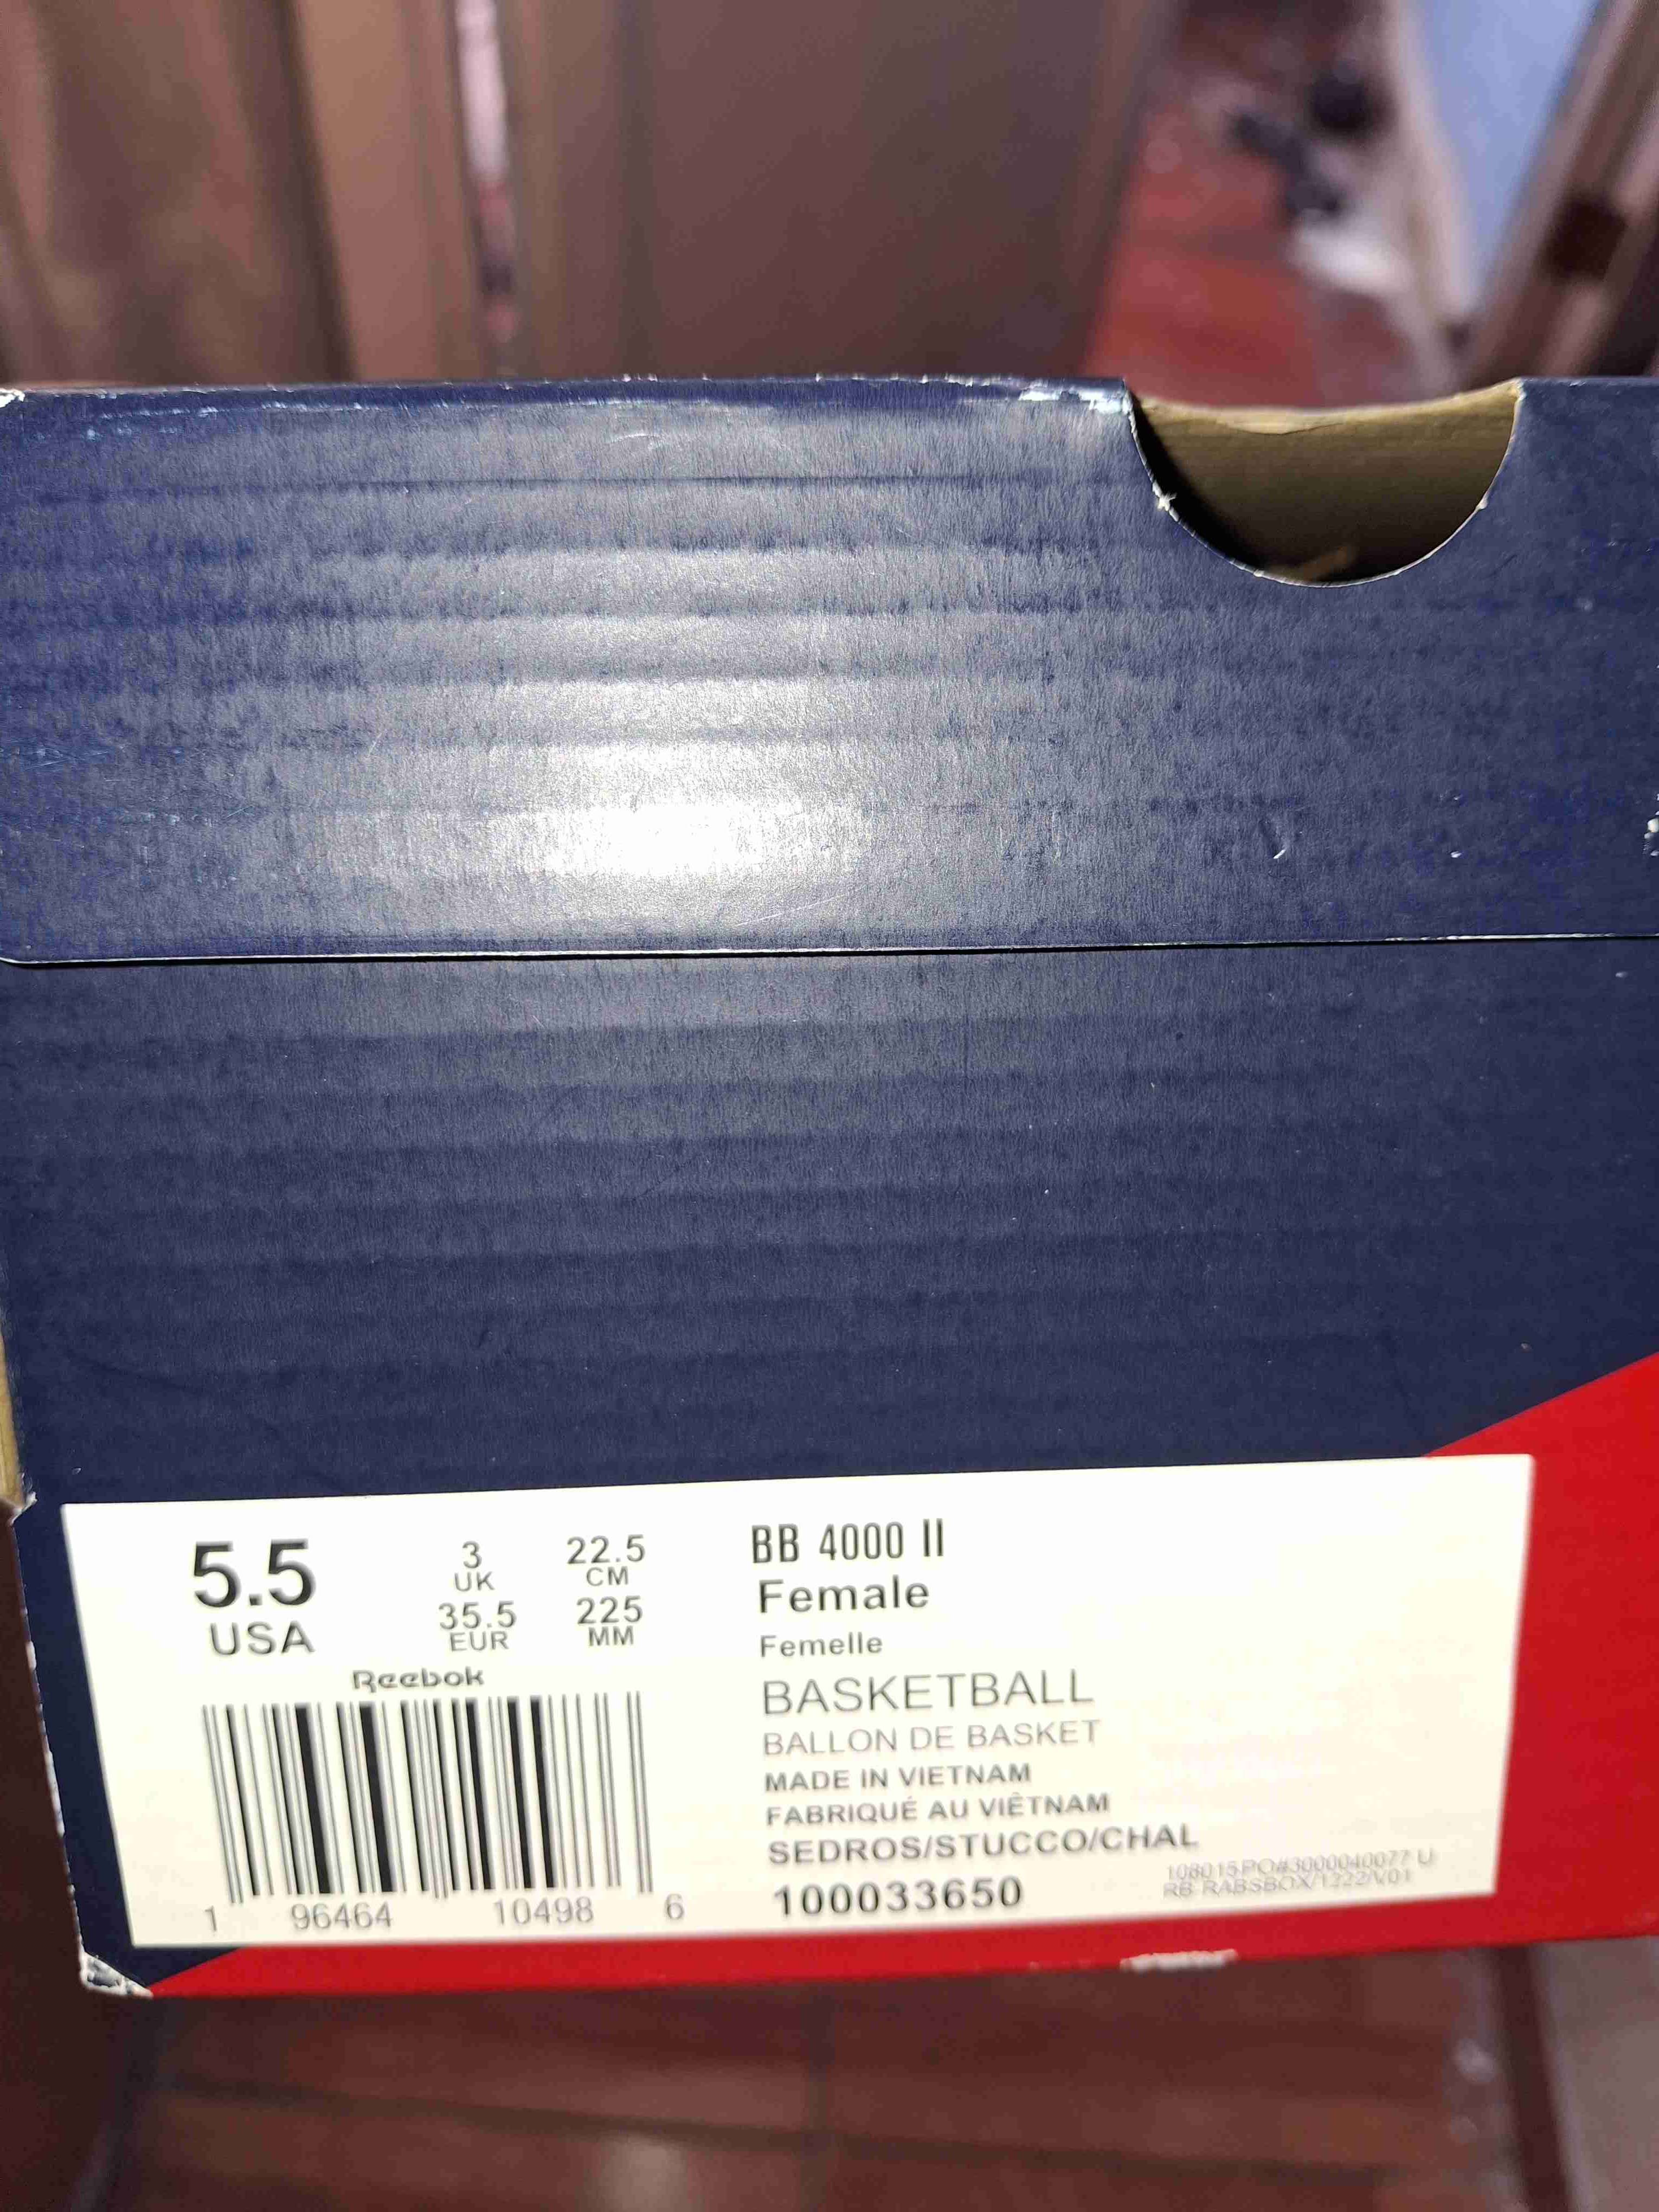 5.5
USA
3
UK
35.5
EUR
22.5
CM
225
MM
Reebok
1 96464 10498 6
BB 4000 II
Female
Femelle
BASKETBALL
BALLON DE BASKET
MADE IN VIETNAM
FABRIQUÉ AU VIÊTNAM
SEDROS/STUCCO/CHAL
100033650
108015PO#3000040077 U
RB-RABSBOX/1222/V01